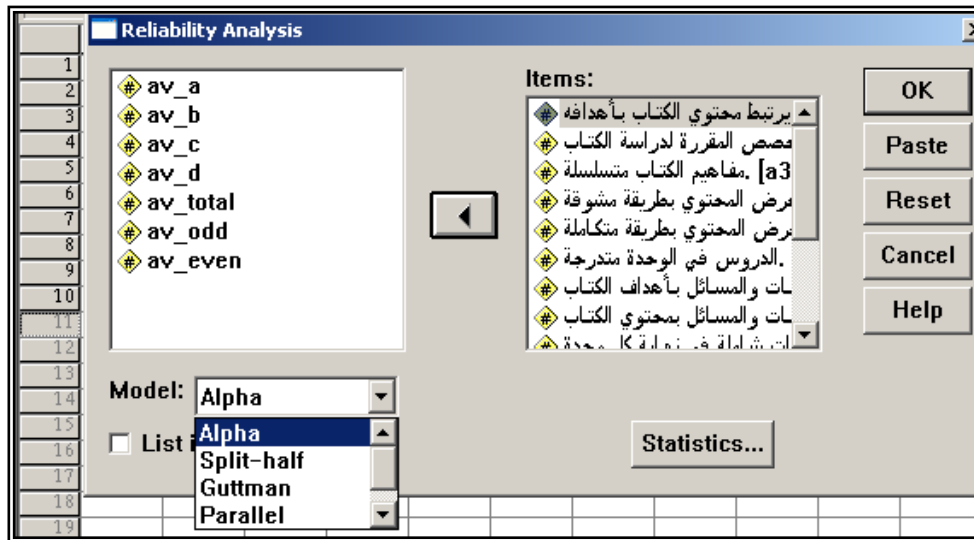 Reliability Analysis
1
2
3
4
5
6
7
8
9
10
11
12
13
14
15
16
17
18
19
av_a
av_b
av_c
av_d
av_total
av_odd
av_even
Items:
يرتبط محتوي الكتاب بأهدافه
المقررة لدراسة الكتاب
مفاهيم الكتاب متسلسلة. [a3
المحتوي بطريقة مشوقة
المحتوي بطريقة متكاملة
الدروس في الوحدة متدرجة.
والمسائل بأهداف الكتاب
والمسائل بمحتوي الكتاب
OK
Paste
Reset
Cancel
Help
Model: Alpha
Alpha
Split-half
Guttman
Parallel
List
Statistics...